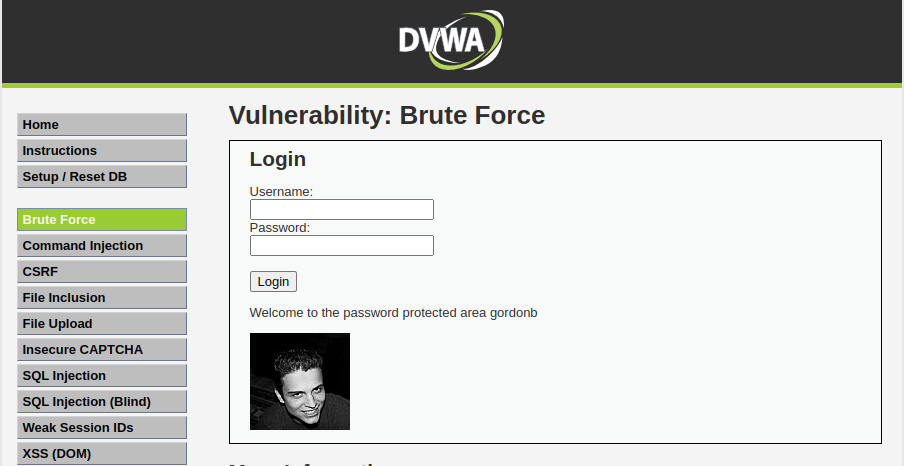 DVWA
Home
Instructions
Setup / Reset DB
Brute Force
Command Injection
CSRF
File Inclusion
File Upload
Insecure CAPTCHA
SQL Injection
SQL Injection (Blind)
Weak Session IDs
XSS (DOM)
Vulnerability: Brute Force
Login
Username:
Password:
Login
Welcome to the password protected area gordonb